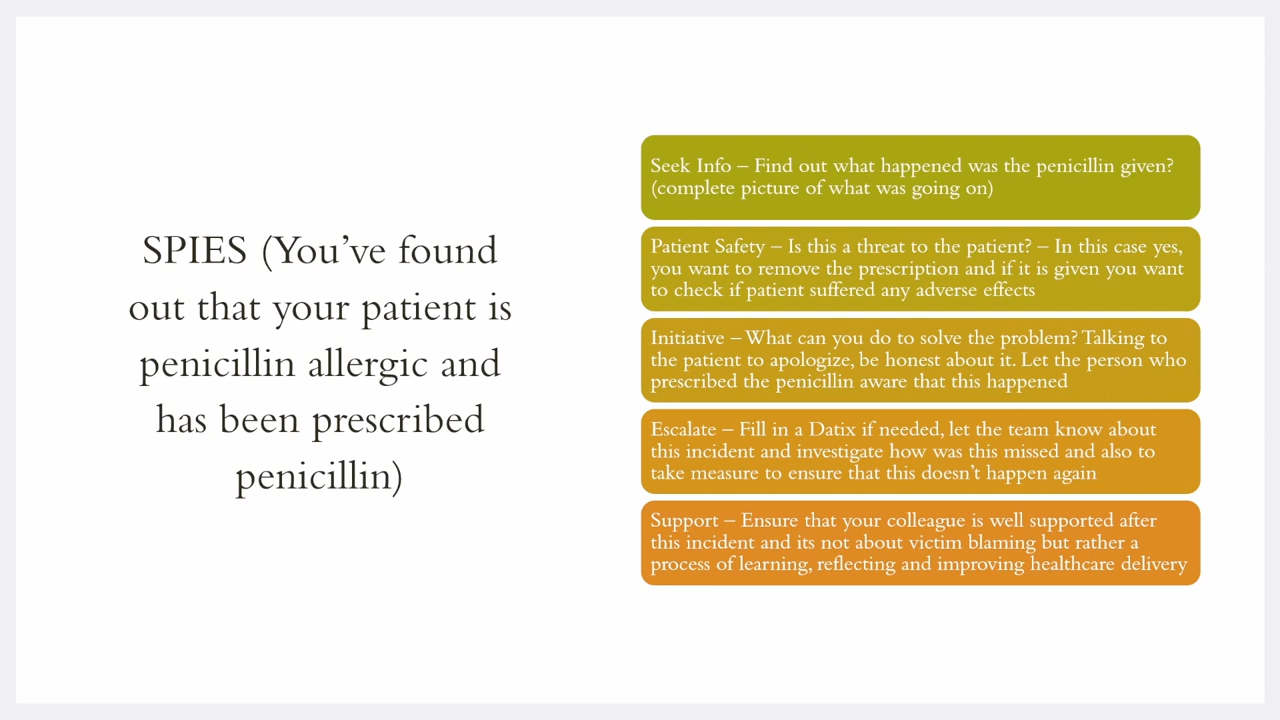 SPIES (You’ve found
out that your patient is
penicillin allergic and
has been prescribed
penicillin)
Seek Info – Find out what happened was the penicillin given?
(complete picture of what was going on)
Patient Safety – Is this a threat to the patient? – In this case yes,
you want to remove the prescription and if it is given you want
to check if patient suffered any adverse effects
Initiative – What can you do to solve the problem? Talking to
the patient to apologize, be honest about it. Let the person who
prescribed the penicillin aware that this happened
Escalate – Fill in a Datix if needed, let the team know about
this incident and investigate how was this missed and also to
take measure to ensure that this doesn’t happen again
Support – Ensure that your colleague is well supported after
this incident and its not about victim blaming but rather a
process of learning, reflecting and improving healthcare delivery